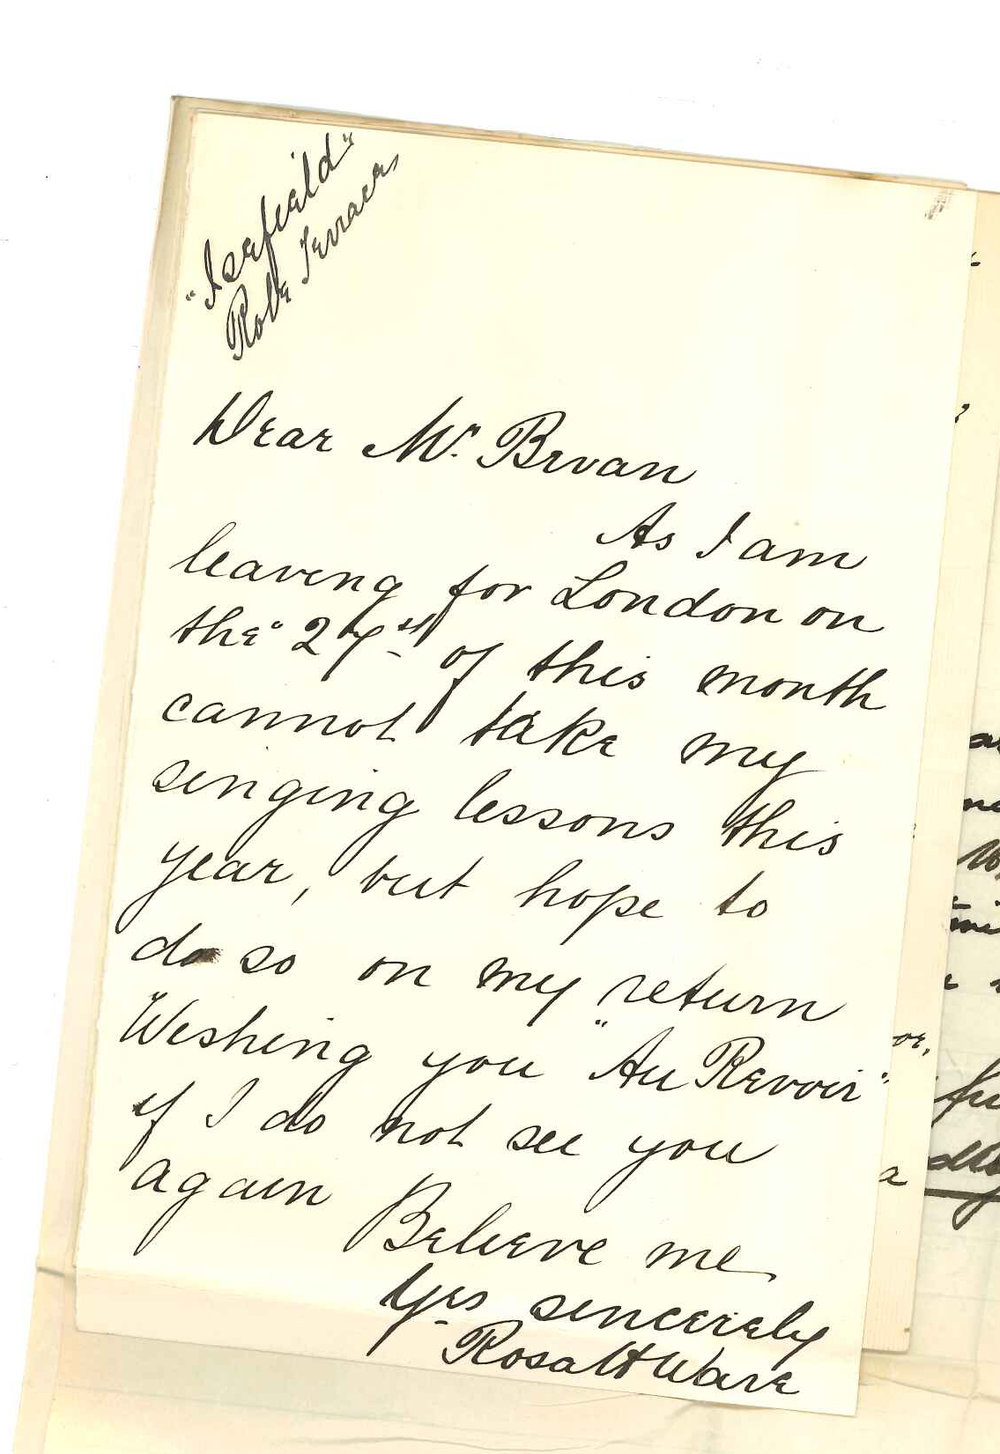 "Icefield"
Robe Terrace,
Dear Mr. Bevan
As I am
leaving for London on
the 27th of this month
cannot take my
singing lessons this
year, but hope to
do so on my return
Wishing you "Au Revoir"
if I do not see you
again Believe me
Yrs sincerely
Rosa H Ware